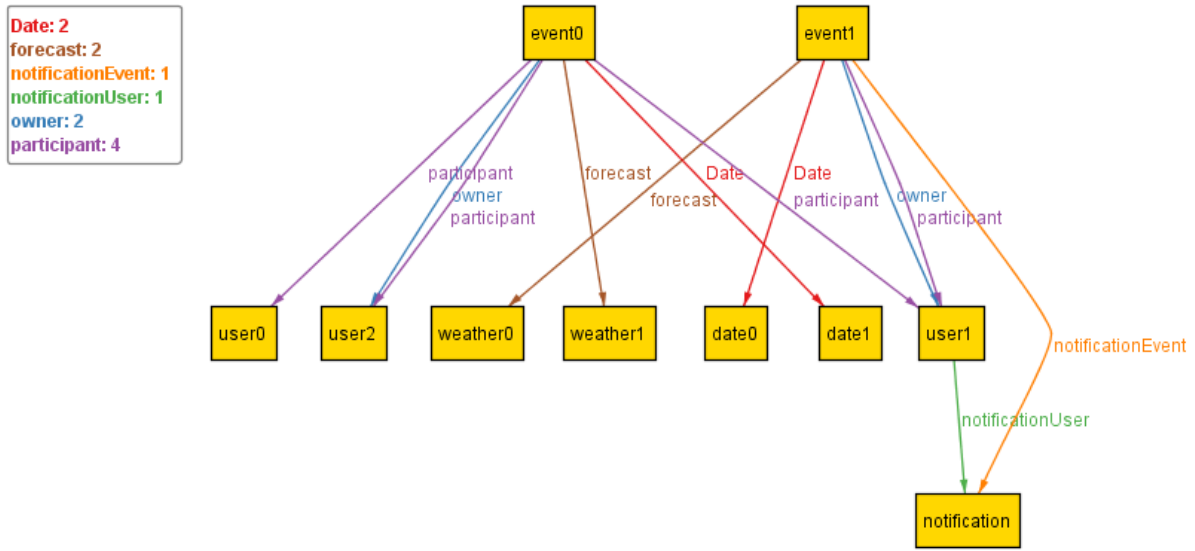 Date: 2
forecast: 2
notificationEvent: 1
notificationUser: 1
owner: 2
participant: 4
event0
event1
participant
forecast
Date
Date
owner
forecast
participant
owner
participant
participant
user0
user2
weather0
weather1
date0
date1
user1
notificationEvent
notificationUser
notification